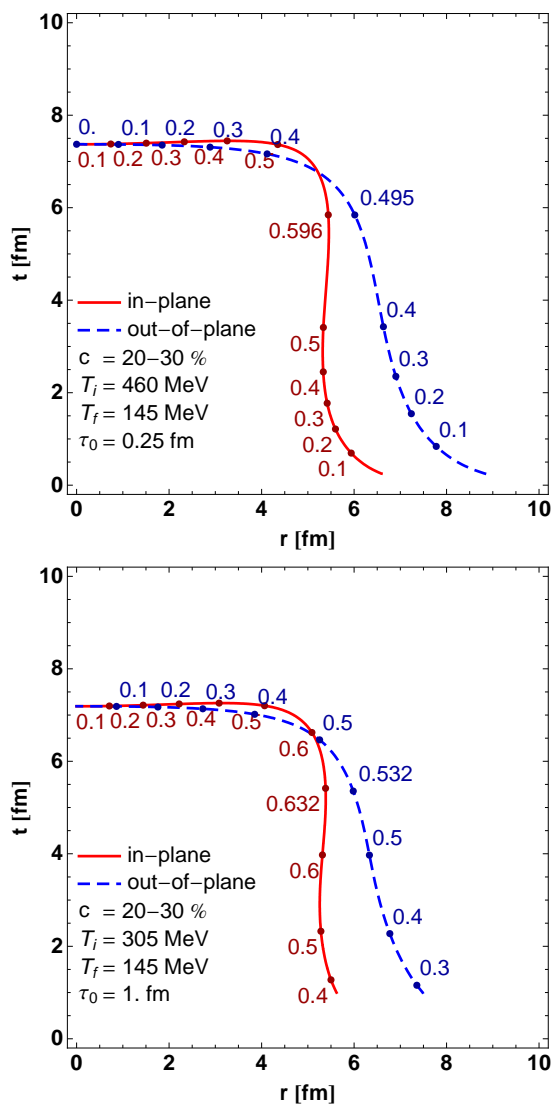 10
8
6
4
2
0
t [fm]
0. 0.1 0.2 0.3 0.4
0.1 0.2 0.3 0.4 0.5
0.495
0.596
0.4
0.5
0.3
0.4
0.2
0.3
0.1
0.2
0.1
in-plane
out-of-plane
c = 20-30 %
T_i = 460 MeV
T_f = 145 MeV
τ_0 = 0.25 fm
0 2 4 6 8 10
r [fm]
10
8
6
4
2
0
t [fm]
0.1 0.2 0.3 0.4
0.1 0.2 0.3 0.4 0.5
0.5
0.6
0.532
0.632
0.5
0.6
0.4
0.5
0.3
0.4
in-plane
out-of-plane
c = 20-30 %
T_i = 305 MeV
T_f = 145 MeV
τ_0 = 1. fm
0 2 4 6 8 10
r [fm]